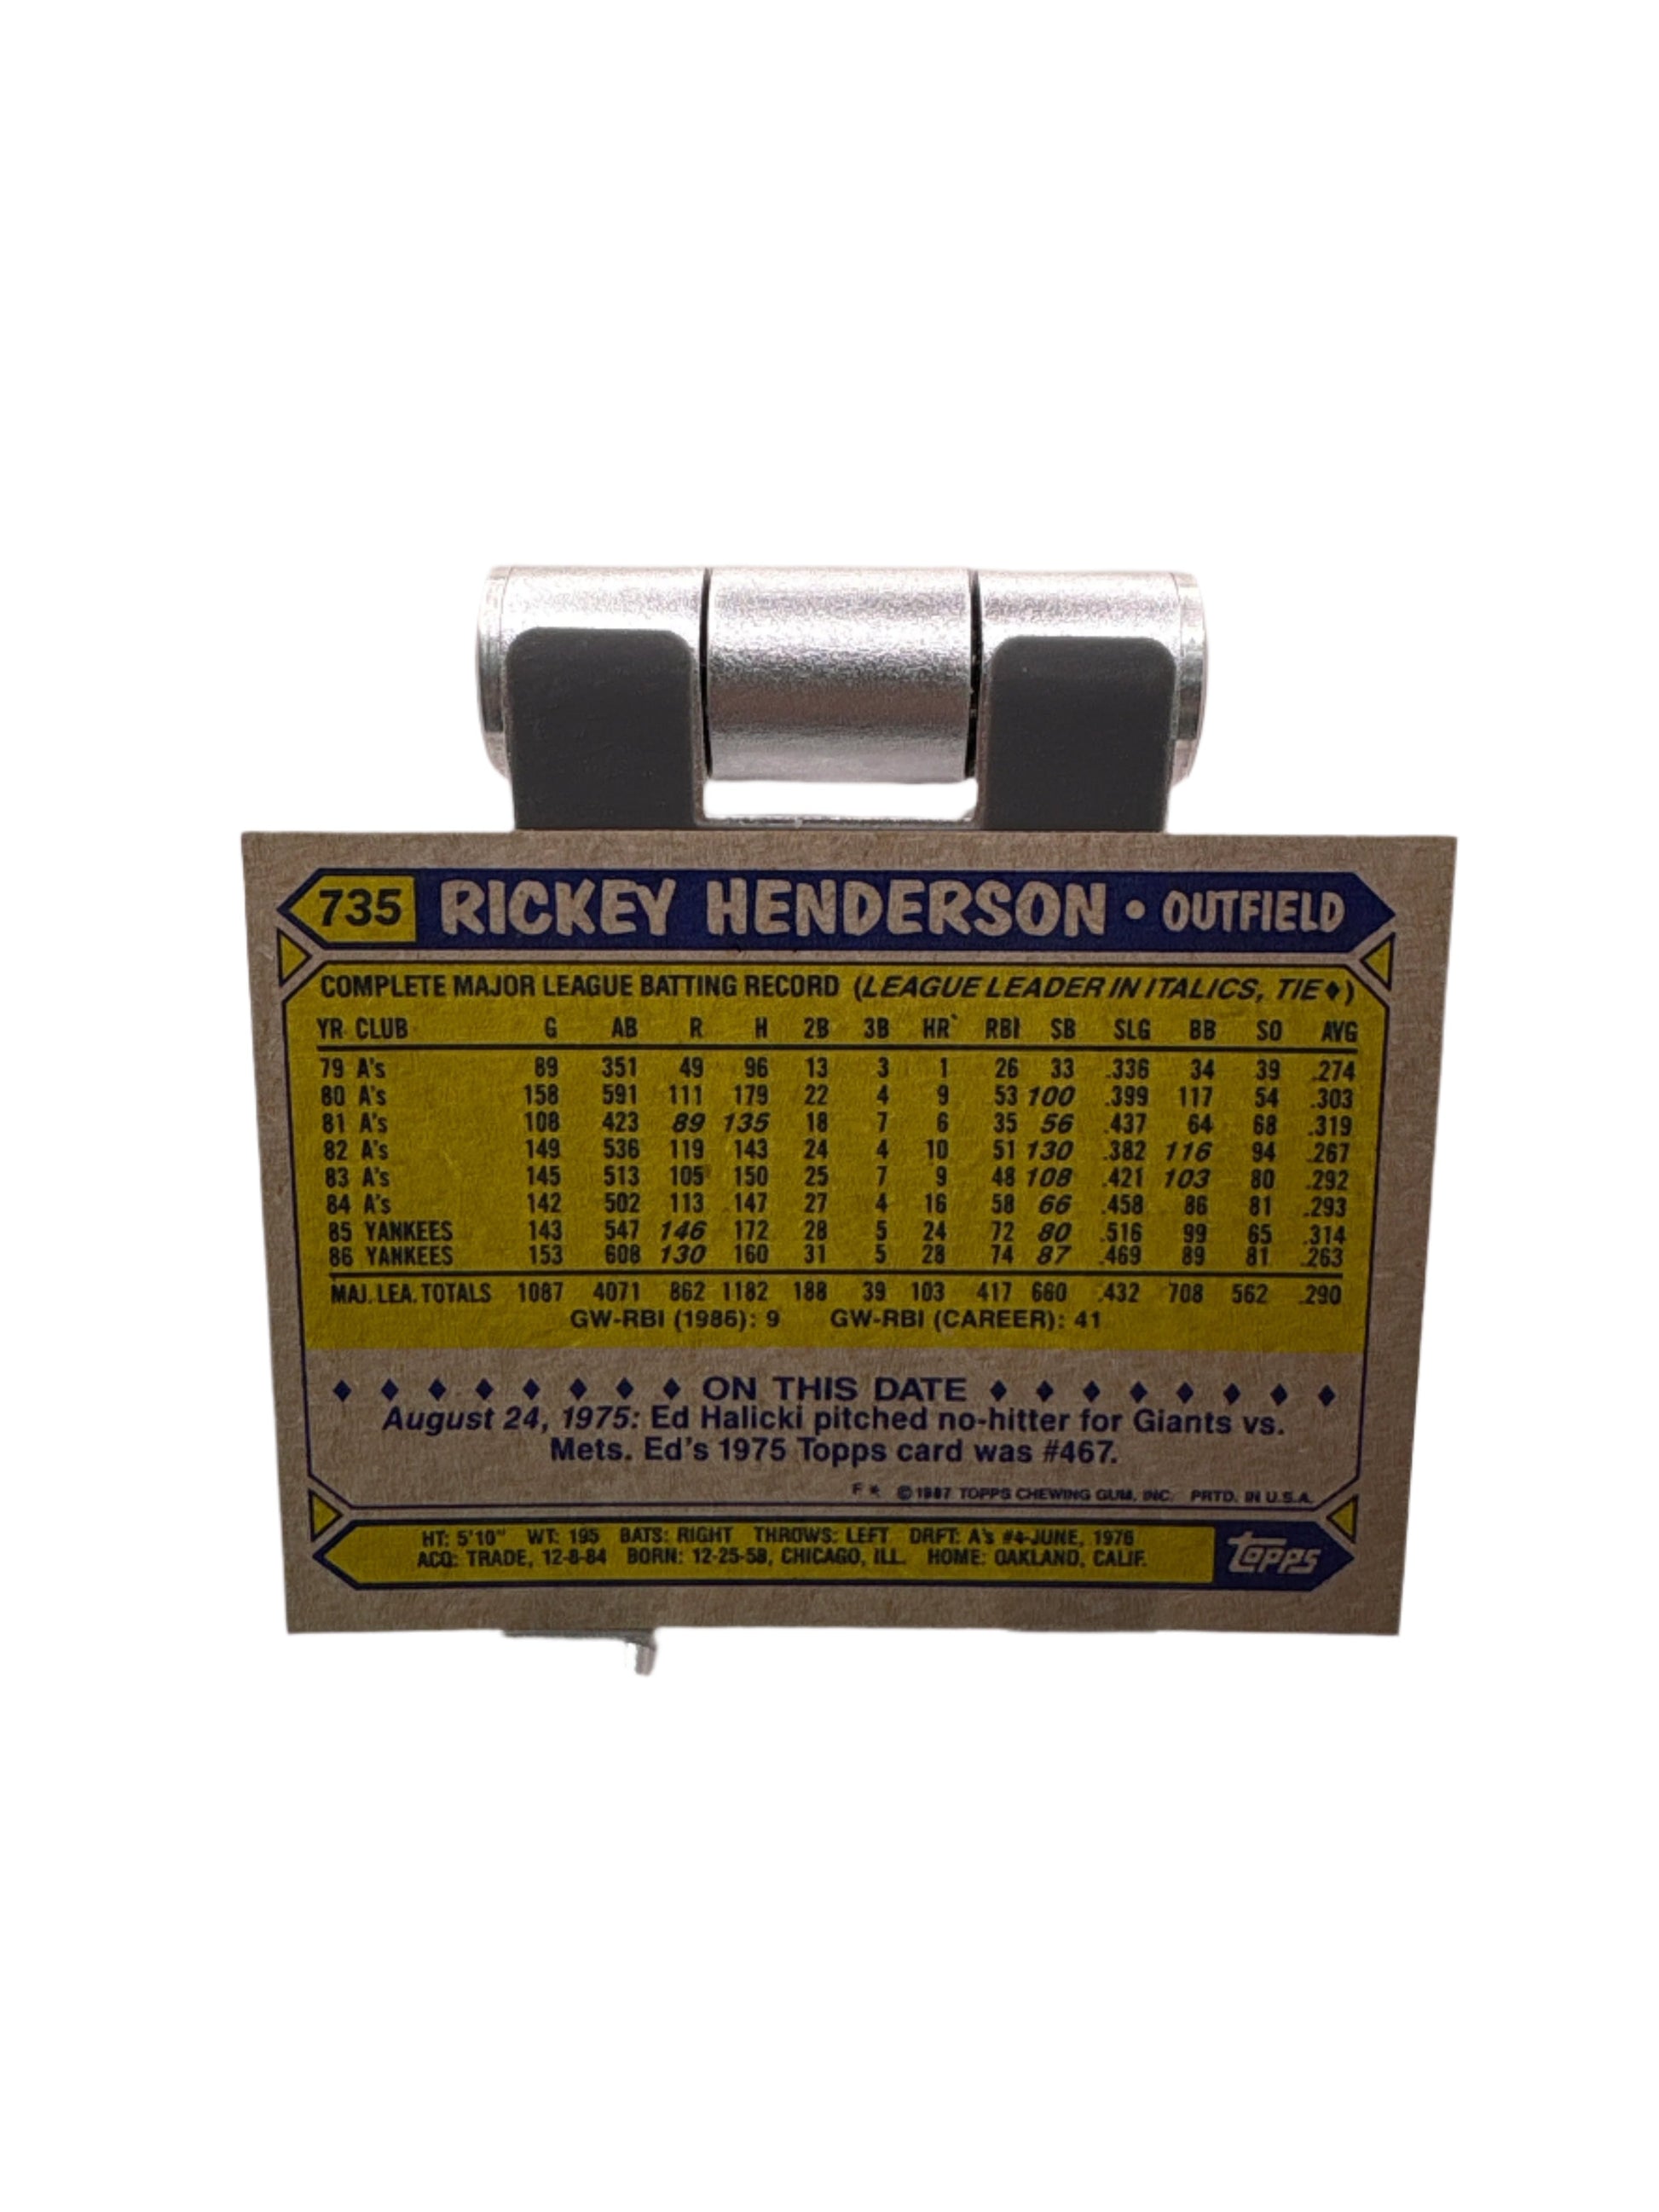 735 RICKEY HENDERSON • OUTFIELD
COMPLETE MAJOR LEAGUE BATTING RECORD (LEAGUE LEADER IN ITALICS, TIE♦)
YR CLUB G AB R H 2B 3B HR RBI SB SLG BB SO AVG
79 A's 89 351 49 96 13 3 1 26 33 .336 34 39 .274
80 A's 158 591 111 179 22 4 9 53 100 .399 117 54 .303
81 A's 108 423 89 135 18 7 6 35 56 .437 64 68 .319
82 A's 149 536 119 143 24 4 10 51 130 .382 116 94 .267
83 A's 145 513 105 150 25 7 9 48 108 .421 103 80 .292
84 A's 142 502 113 147 27 4 16 58 66 .458 86 81 .293
85 YANKEES 143 547 146 172 28 5 24 72 80 .516 99 65 .314
86 YANKEES 153 608 130 160 31 5 28 74 87 .469 89 81 .263
MAJ. LEA. TOTALS 1087 4071 862 1182 188 39 103 417 660 .432 708 562 .290
GW-RBI (1986): 9 GW-RBI (CAREER): 41
♦ ♦ ♦ ♦ ♦ ♦ ♦ ♦ ON THIS DATE ♦ ♦ ♦ ♦ ♦ ♦ ♦ ♦
August 24, 1975: Ed Halicki pitched no-hitter for Giants vs.
Mets. Ed's 1975 Topps card was #467.
F * © 1987 TOPPS CHEWING GUM, INC. PRTD. IN U.S.A.
HT: 5'10" WT: 195 BATS: RIGHT THROWS: LEFT DRFT: A's #4-JUNE, 1976
ACQ: TRADE, 12-8-84 BORN: 12-25-58, CHICAGO, ILL. HOME: OAKLAND, CALIF.
topps